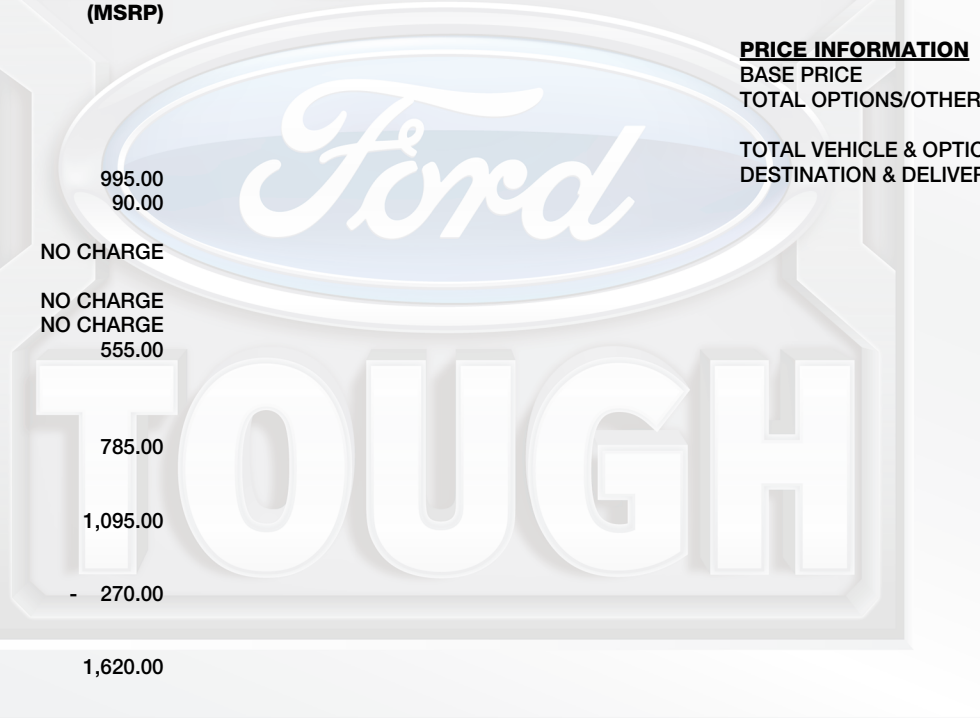 (MSRP)
995.00
90.00
NO CHARGE
NO CHARGE
NO CHARGE
555.00
785.00
1,095.00
- 270.00
1,620.00
PRICE INFORMATION
BASE PRICE
TOTAL OPTIONS/OTHER
TOTAL VEHICLE & OPTIO
DESTINATION & DELIVER
Ford
TOUGH